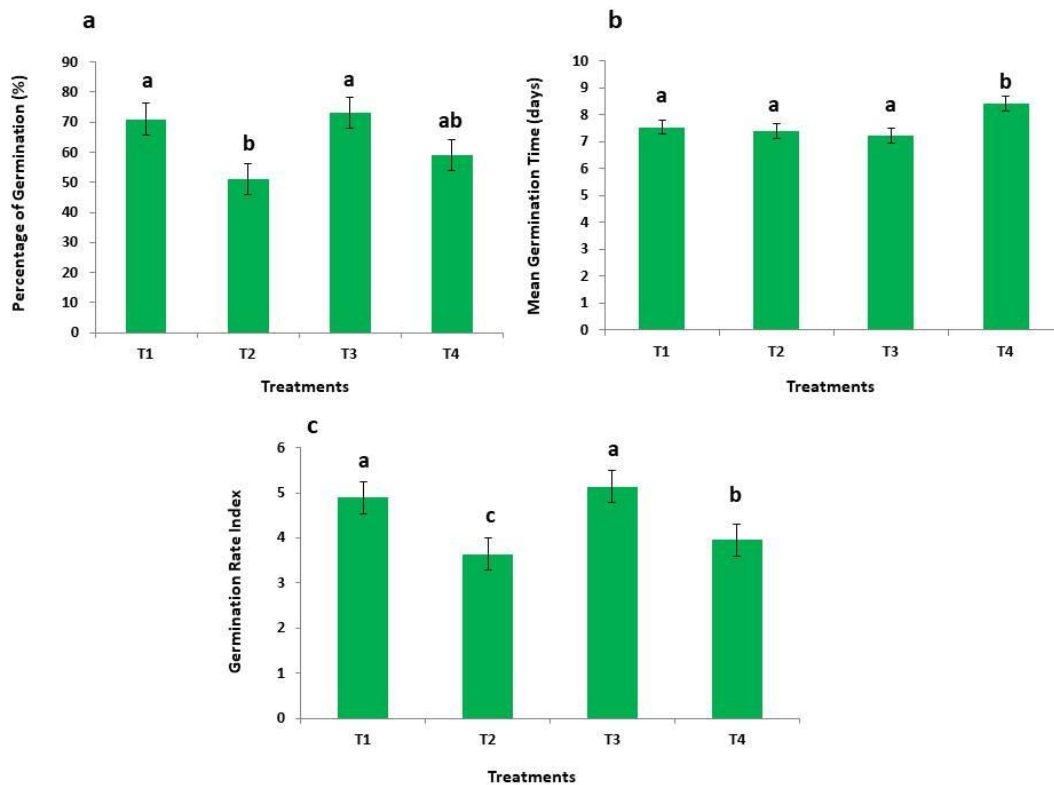 a
Percentage of Germination (%)
90
80
70
60
50
40
30
20
10
0
a
b
a
ab
T1
T2
T3
T4
Treatments
b
Mean Germination Time (days)
10
9
8
7
6
5
4
3
2
1
0
a
a
a
b
T1
T2
T3
T4
Treatments
c
Germination Rate Index
6
5
4
3
2
1
0
a
c
a
b
T1
T2
T3
T4
Treatments